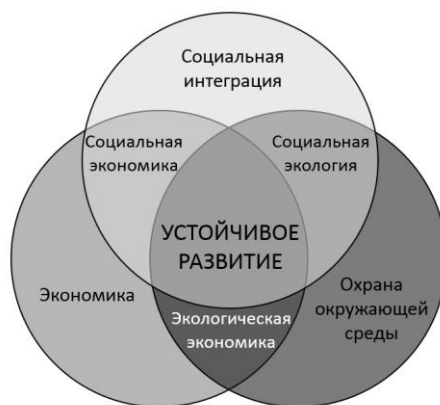 Социальная
интеграция
Социальная
экономика
Социальная
экология
УСТОЙЧИВОЕ
РАЗВИТИЕ
Экономика
Охрана
окружающей
среды
Экологическая
экономика